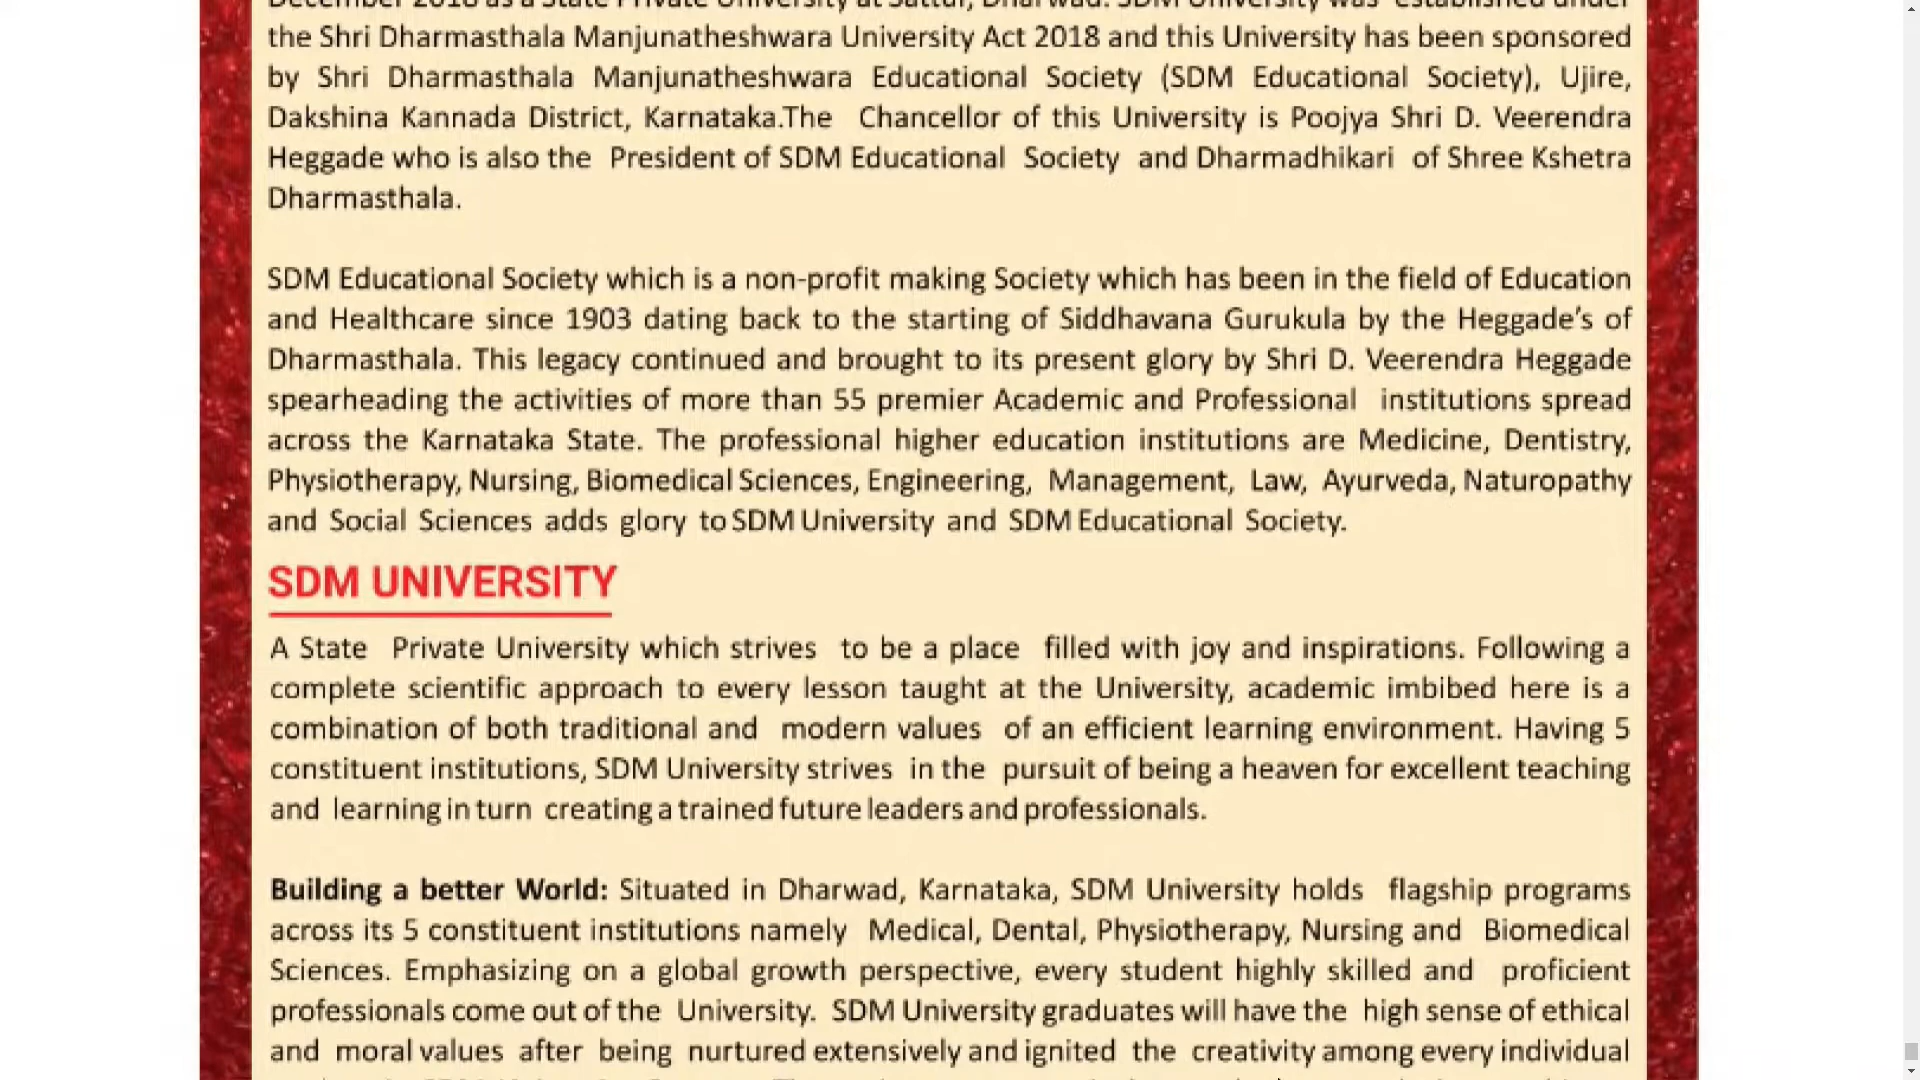 December 2018 as a State Private University at Sattur, Dharwad. SDM University was established under
the Shri Dharmasthala Manjunatheshwara University Act 2018 and this University has been sponsored
by Shri Dharmasthala Manjunatheshwara Educational Society (SDM Educational Society), Ujire,
Dakshina Kannada District, Karnataka.The Chancellor of this University is Poojya Shri D. Veerendra
Heggade who is also the President of SDM Educational Society and Dharmadhikari of Shree Kshetra
Dharmasthala.
SDM Educational Society which is a non-profit making Society which has been in the field of Education
and Healthcare since 1903 dating back to the starting of Siddhavana Gurukula by the Heggade’s of
Dharmasthala. This legacy continued and brought to its present glory by Shri D. Veerendra Heggade
spearheading the activities of more than 55 premier Academic and Professional institutions spread
across the Karnataka State. The professional higher education institutions are Medicine, Dentistry,
Physiotherapy, Nursing, Biomedical Sciences, Engineering, Management, Law, Ayurveda, Naturopathy
and Social Sciences adds glory to SDM University and SDM Educational Society.
SDM UNIVERSITY
A State Private University which strives to be a place filled with joy and inspirations. Following a
complete scientific approach to every lesson taught at the University, academic imbibed here is a
combination of both traditional and modern values of an efficient learning environment. Having 5
constituent institutions, SDM University strives in the pursuit of being a heaven for excellent teaching
and learning in turn creating a trained future leaders and professionals.
Building a better World: Situated in Dharwad, Karnataka, SDM University holds flagship programs
across its 5 constituent institutions namely Medical, Dental, Physiotherapy, Nursing and Biomedical
Sciences. Emphasizing on a global growth perspective, every student highly skilled and proficient
professionals come out of the University. SDM University graduates will have the high sense of ethical
and moral values after being nurtured extensively and ignited the creativity among every individual